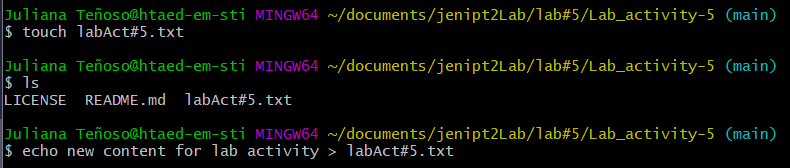 Juliana Teñoso@htaed-em-sti MINGW64 ~/documents/jenipt2Lab/lab#5/Lab_activity-5 (main)
$ touch labAct#5.txt
Juliana Teñoso@htaed-em-sti MINGW64 ~/documents/jenipt2Lab/lab#5/Lab_activity-5 (main)
$ ls
LICENSE  README.md  labAct#5.txt
Juliana Teñoso@htaed-em-sti MINGW64 ~/documents/jenipt2Lab/lab#5/Lab_activity-5 (main)
$ echo new content for lab activity > labAct#5.txt